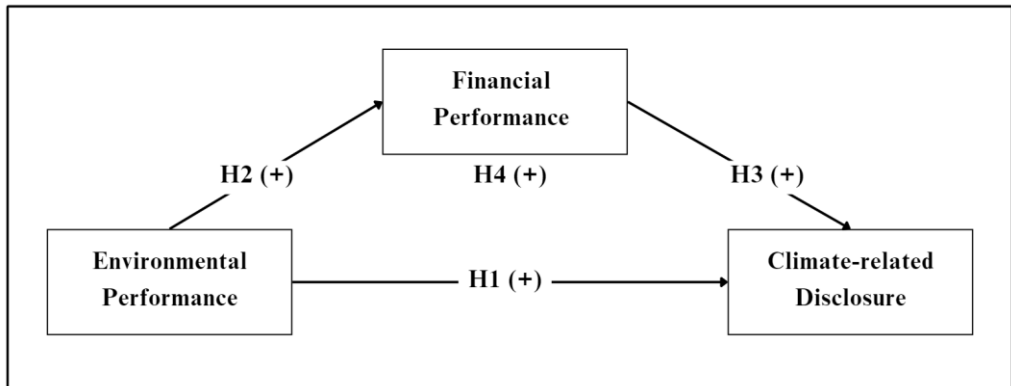 Financial
Performance
H2 (+)
H4 (+)
H3 (+)
Environmental
Performance
H1 (+)
Climate-related
Disclosure